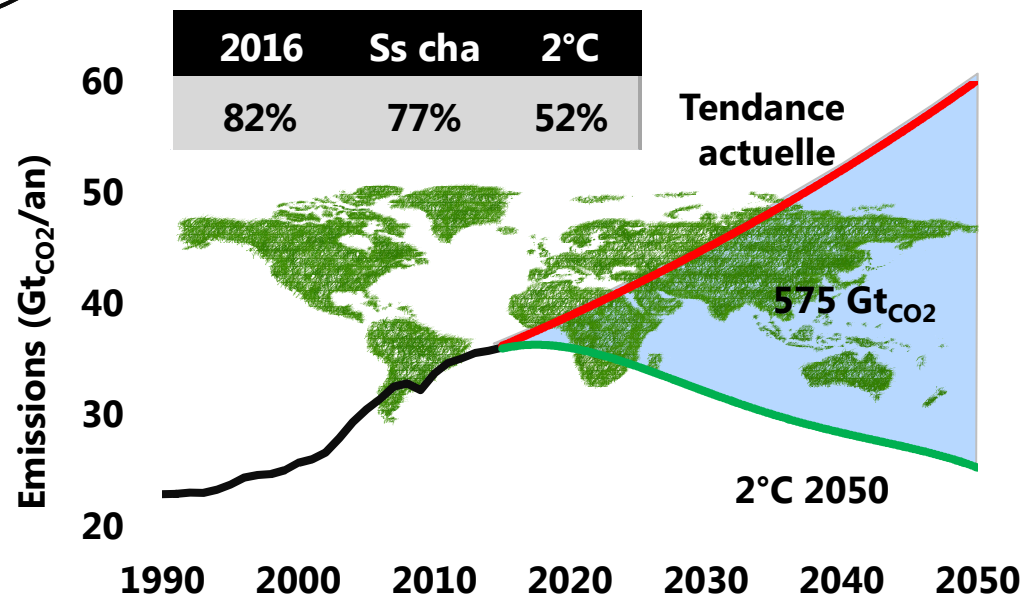 2016 Ss cha 2°C
82% 77% 52%
Tendance
actuelle
575 GtCO2
2°C 2050
Emissions (GtCO2/an)
60
50
40
30
20
1990 2000 2010 2020 2030 2040 2050